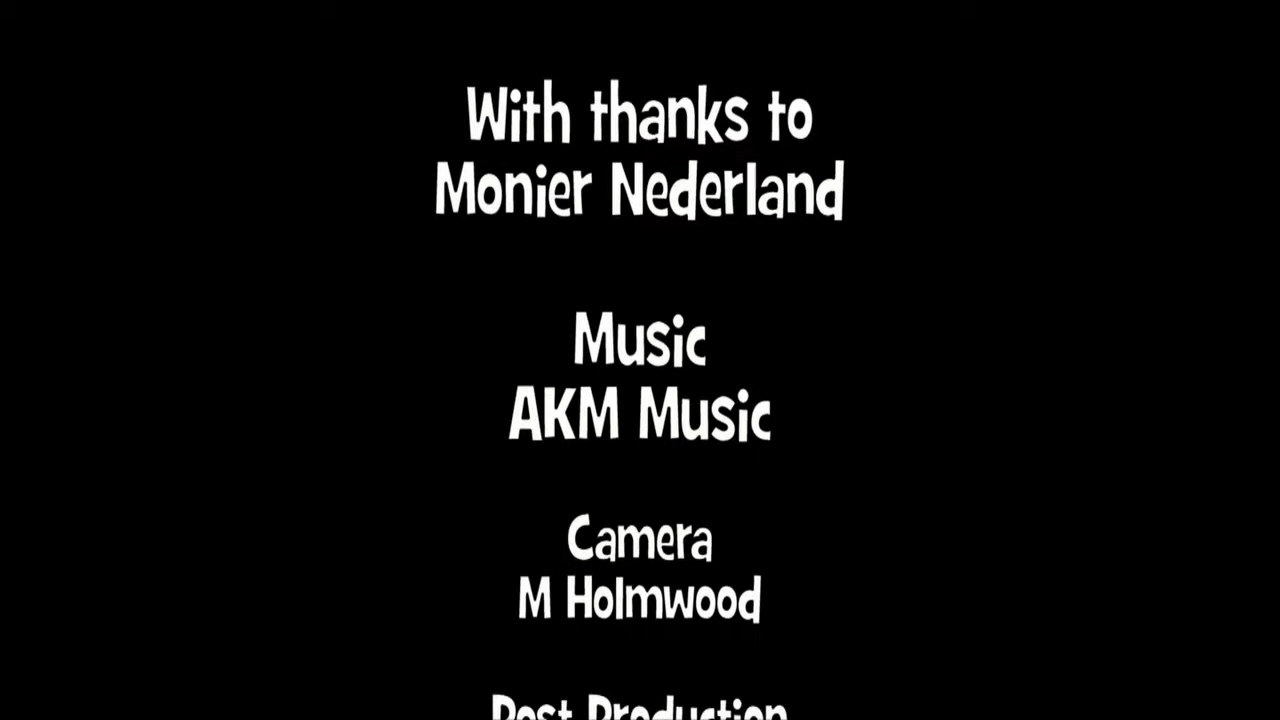 With thanks to
Monier Nederland
Music
AKM Music
Camera
M Holmwood
Post Production